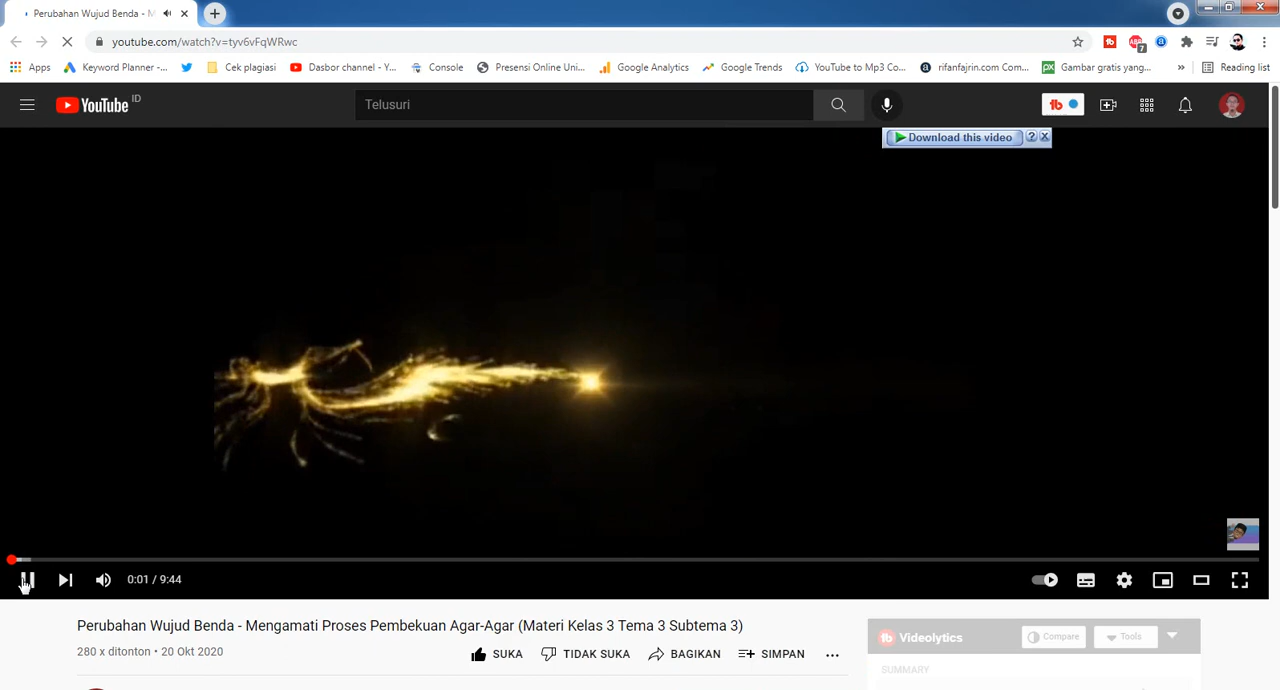 Perubahan Wujud Benda - M
youtube.com/watch?v=tyv6vFqWRwc
Apps Keyword Planner -... Cek plagiasi Dasbor channel - Y... Console Presensi Online Uni... Google Analytics Google Trends YouTube to Mp3 Co... rifanfajrin.com Com... Gambar gratis yang... » Reading list
YouTube ID Telusuri
Download this video ? X
0:01 / 9:44
Perubahan Wujud Benda - Mengamati Proses Pembekuan Agar-Agar (Materi Kelas 3 Tema 3 Subtema 3)
280 x ditonton • 20 Okt 2020 SUKA TIDAK SUKA BAGIKAN SIMPAN ...
tb Videolytics Compare Tools
SUMMARY